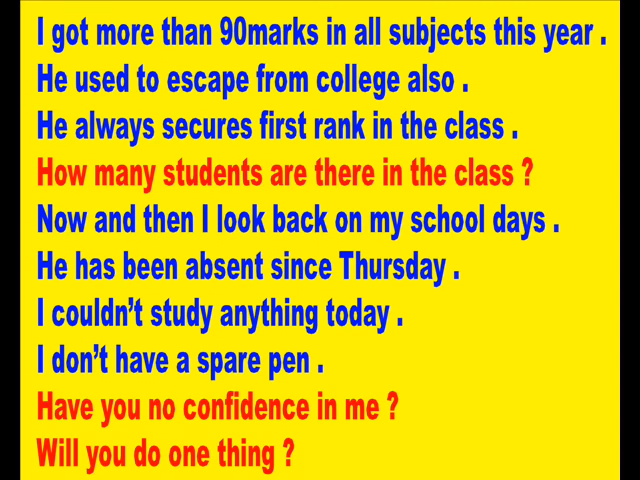 I got more than 90marks in all subjects this year .
He used to escape from college also .
He always secures first rank in the class .
How many students are there in the class ?
Now and then I look back on my school days .
He has been absent since Thursday .
I couldn’t study anything today .
I don’t have a spare pen .
Have you no confidence in me ?
Will you do one thing ?